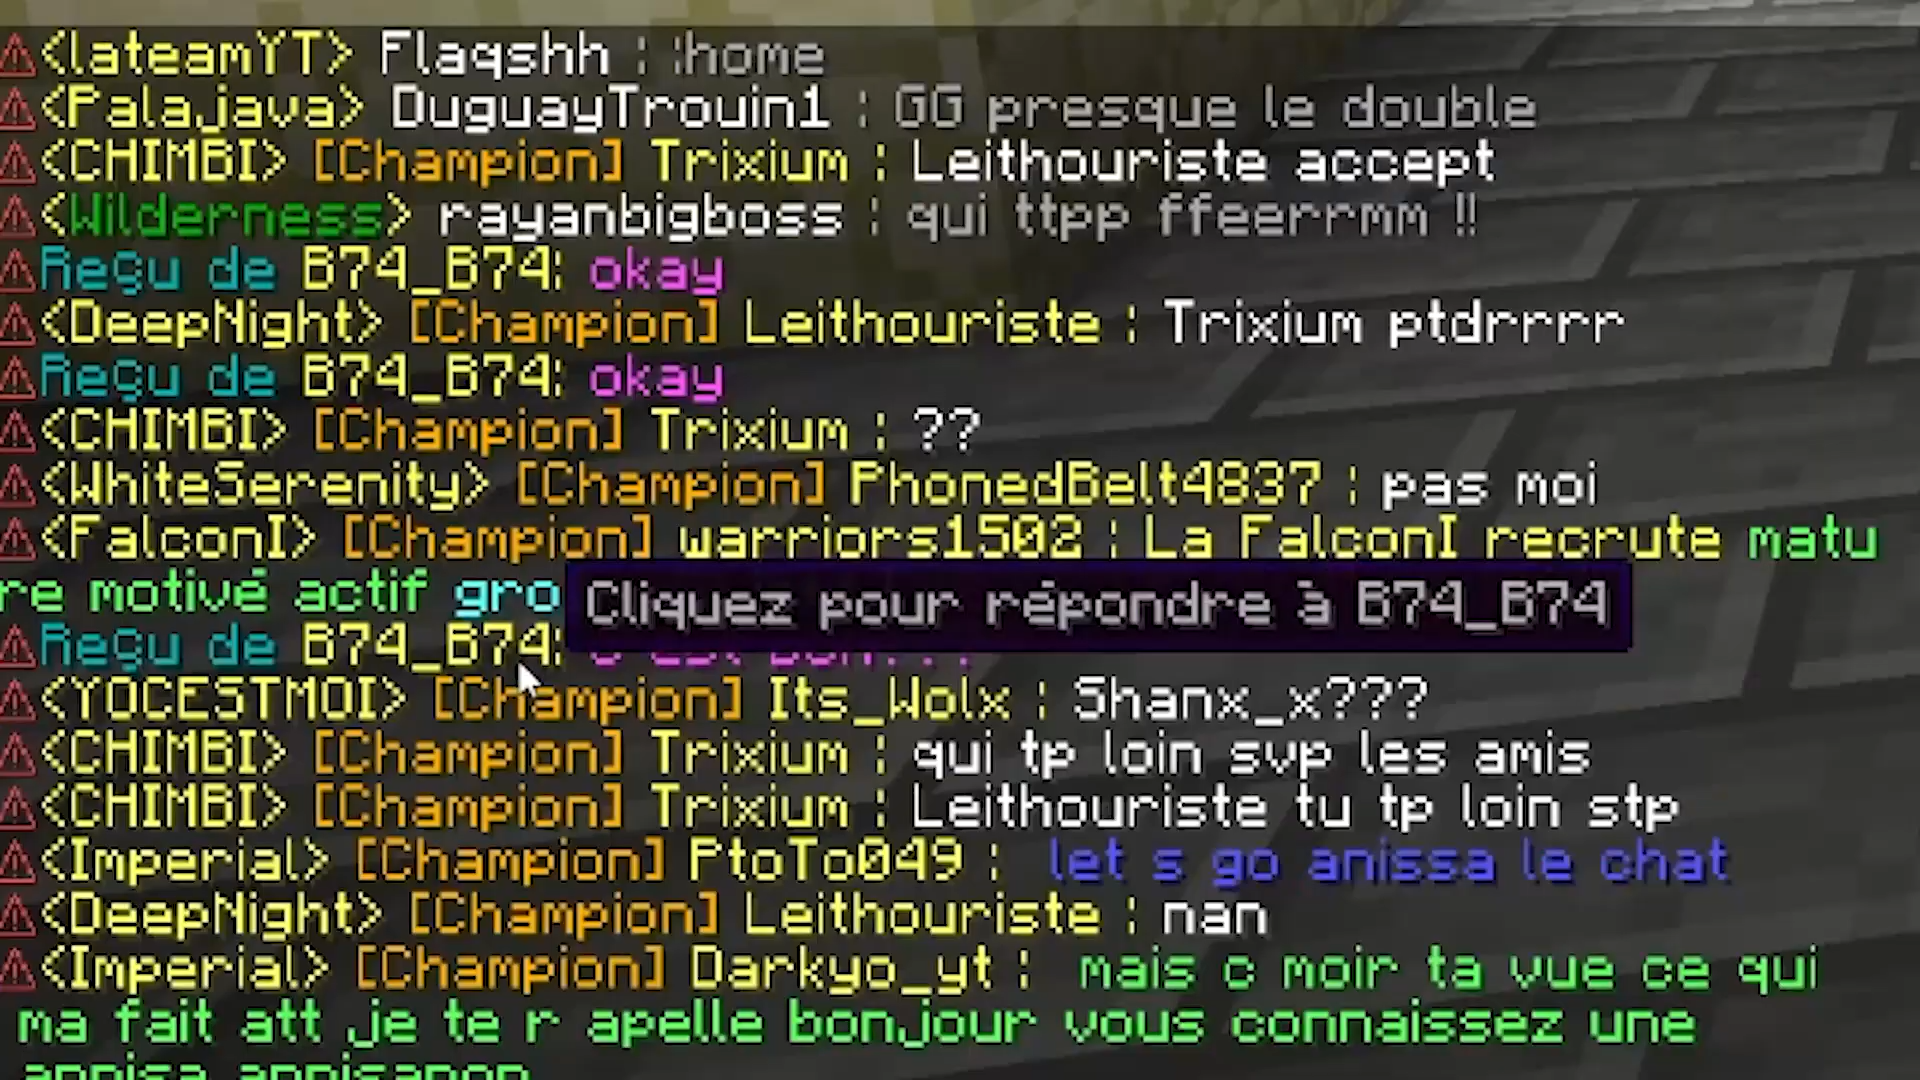 <lateamYT> Flaqshh : :home
<Palajava> DuguayTrouin1 : GG presque le double
<CHIMBI> [Champion] Trixium : Leithouriste accept
<Wilderness> rayanbigboss : qui ttpp ffeerrmm !!
Reçu de B74_B74: okay
<DeepNight> [Champion] Leithouriste : Trixium ptdrrrr
Reçu de B74_B74: okay
<CHIMBI> [Champion] Trixium : ??
<WhiteSerenity> [Champion] PhonedBelt4837 : pas moi
<FalconI> [Champion] warriors1502 : La FalconI recrute matu
re motivé actif gro
Cliquez pour répondre à B74_B74
Reçu de B74_B74:
<YOCESTMOI> [Champion] Its_Wolx : Shanx_x???
<CHIMBI> [Champion] Trixium : qui tp loin svp les amis
<CHIMBI> [Champion] Trixium : Leithouriste tu tp loin stp
<Imperial> [Champion] PtoTo049 : let s go anissa le chat
<DeepNight> [Champion] Leithouriste : nan
<Imperial> [Champion] Darkyo_yt : mais c moir ta vue ce qui
ma fait att je te r apelle bonjour vous connaissez une